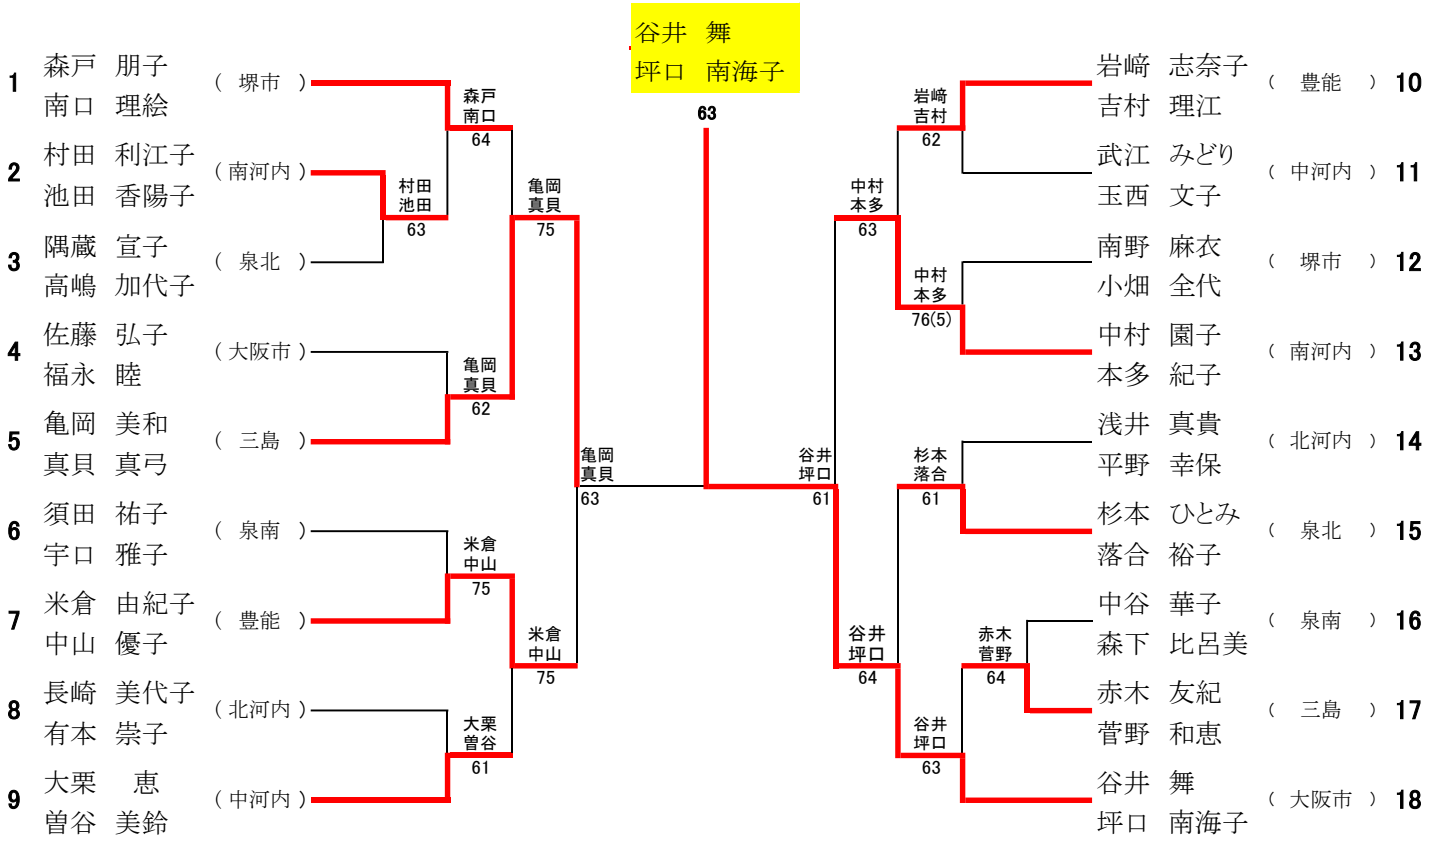 谷井 舞
坪口 南海子
63
1 森戸 朋子 ( 堺市 )
南口 理絵
2 村田 利江子 ( 南河内 )
池田 香陽子
3 隅蔵 宣子 ( 泉北 )
高嶋 加代子
4 佐藤 弘子 ( 大阪市 )
福永 睦
5 亀岡 美和 ( 三島 )
真貝 真弓
6 須田 祐子 ( 泉南 )
宇口 雅子
7 米倉 由紀子 ( 豊能 )
中山 優子
8 長崎 美代子 ( 北河内 )
有本 崇子
9 大栗 恵 ( 中河内 )
曽谷 美鈴
森戸
南口
64
村田
池田
63
亀岡
真貝
62
米倉
中山
75
大栗
曽谷
61
亀岡
真貝
75
米倉
中山
75
亀岡
真貝
63
谷井
坪口
61
中村
本多
63
谷井
坪口
64
岩﨑
吉村
62
中村
本多
76(5)
杉本
落合
61
赤木
菅野
64
谷井
坪口
63
岩﨑 志奈子 ( 豊能 ) 10
吉村 理江
武江 みどり ( 中河内 ) 11
玉西 文子
南野 麻衣 ( 堺市 ) 12
小畑 全代
中村 園子 ( 南河内 ) 13
本多 紀子
浅井 真貴 ( 北河内 ) 14
平野 幸保
杉本 ひとみ ( 泉北 ) 15
落合 裕子
中谷 華子 ( 泉南 ) 16
森下 比呂美
赤木 友紀 ( 三島 ) 17
菅野 和恵
谷井 舞 ( 大阪市 ) 18
坪口 南海子